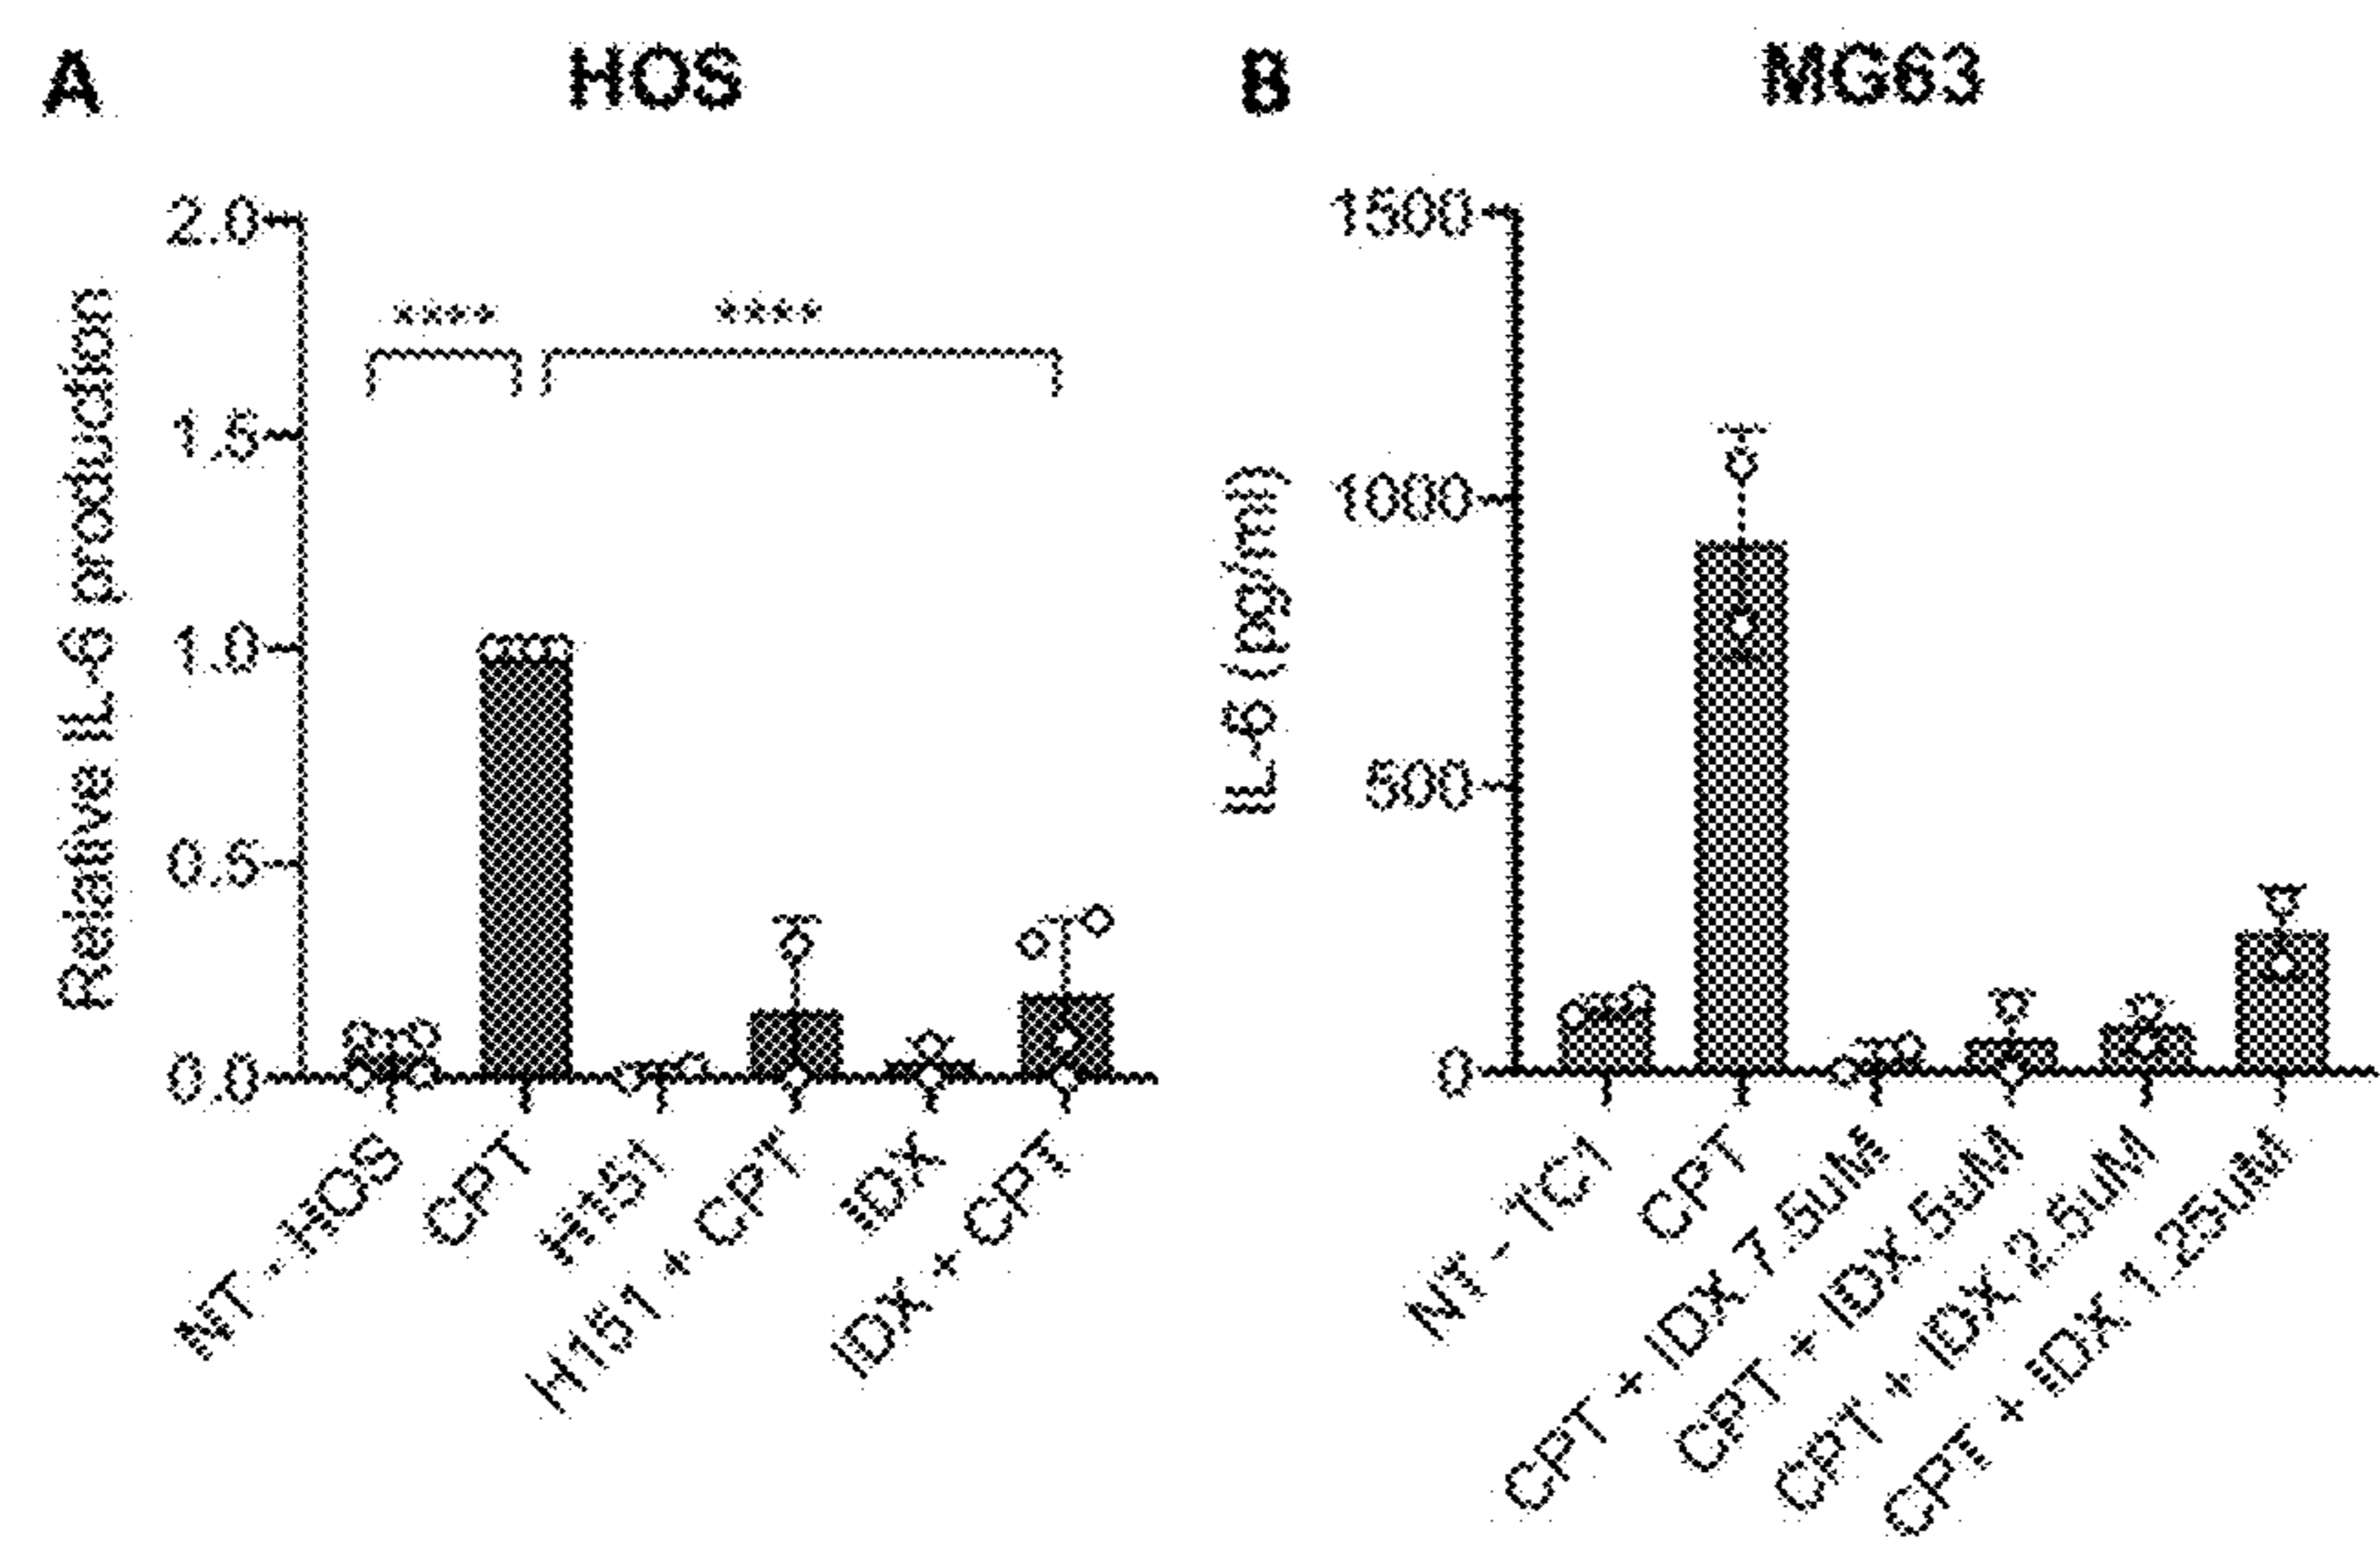 A
HOS
Relative IL-6 production
2.0
1.5
1.0
0.5
0.0
****
****
NT - HOS
CPT
H151
H151 + CPT
IDX
IDX + CPT
B
MG63
IL-6 (pg/ml)
1500
1000
500
0
NT - TC1
CPT
CPT + IDX 7.5uM
CPT + IDX 5uM
CPT + IDX 2.5uM
CPT + IDX 1.25uM